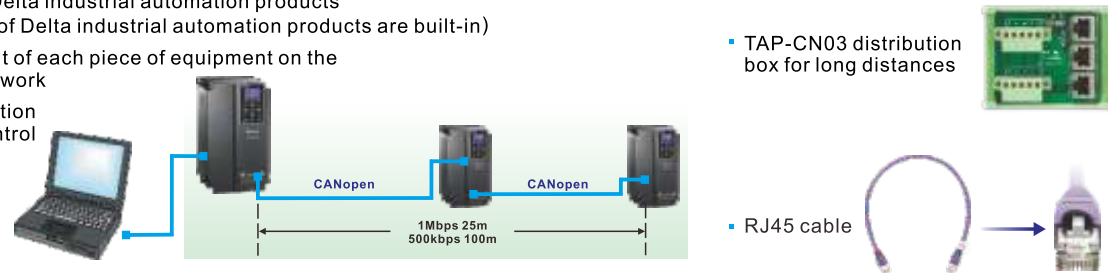 Delta industrial automation products
of Delta industrial automation products are built-in)
t of each piece of equipment on the
work
tion
ntrol
CANopen
CANopen
1Mbps 25m
500kbps 100m
TAP-CN03 distribution
box for long distances
RJ45 cable